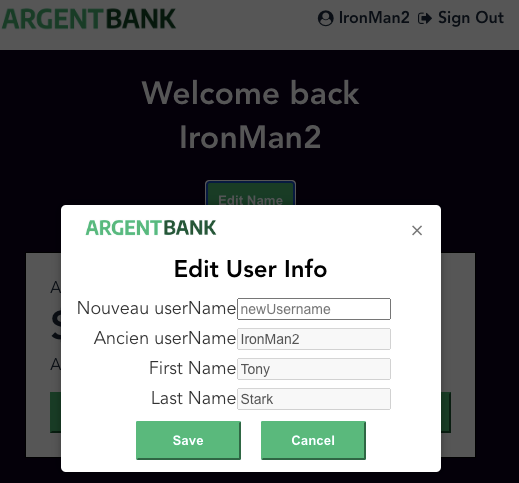 ARGENTBANK
IronMan2 Sign Out
Welcome back
IronMan2
Edit Name
ARGENTBANK
×
Edit User Info
Nouveau userName newUsername
Ancien userName IronMan2
First Name Tony
Last Name Stark
Save Cancel